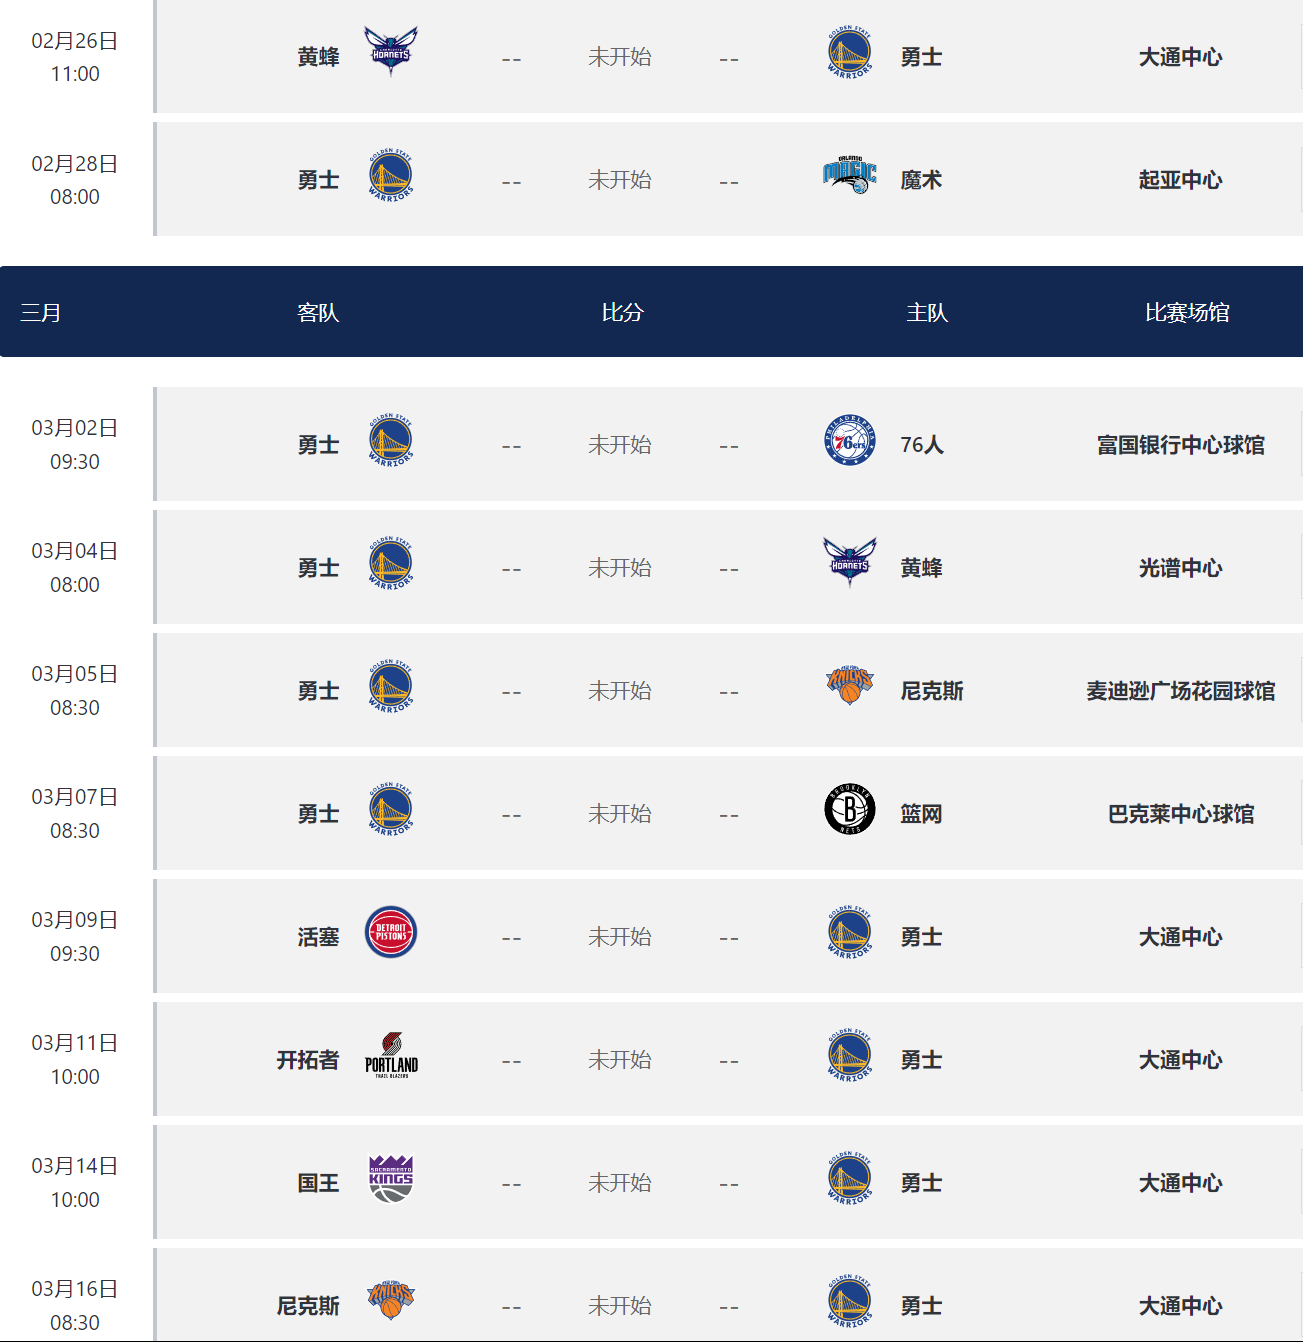 02月26日
11:00
黄蜂 HORNETS -- 未开始 -- GOLDEN STATE WARRIORS 勇士 大通中心
02月28日
08:00
勇士 GOLDEN STATE WARRIORS -- 未开始 -- ORLANDO MAGIC 魔术 起亚中心
三月 客队 比分 主队 比赛场馆
03月02日
09:30
勇士 GOLDEN STATE WARRIORS -- 未开始 -- PHILADELPHIA 76ers 76人 富国银行中心球馆
03月04日
08:00
勇士 GOLDEN STATE WARRIORS -- 未开始 -- HORNETS 黄蜂 光谱中心
03月05日
08:30
勇士 GOLDEN STATE WARRIORS -- 未开始 -- KNICKS 尼克斯 麦迪逊广场花园球馆
03月07日
08:30
勇士 GOLDEN STATE WARRIORS -- 未开始 -- BROOKLYN B NETS 篮网 巴克莱中心球馆
03月09日
09:30
活塞 DETROIT PISTONS -- 未开始 -- GOLDEN STATE WARRIORS 勇士 大通中心
03月11日
10:00
开拓者 PORTLAND TRAIL BLAZERS -- 未开始 -- GOLDEN STATE WARRIORS 勇士 大通中心
03月14日
10:00
国王 SACRAMENTO KINGS -- 未开始 -- GOLDEN STATE WARRIORS 勇士 大通中心
03月16日
08:30
尼克斯 KNICKS -- 未开始 -- GOLDEN STATE WARRIORS 勇士 大通中心